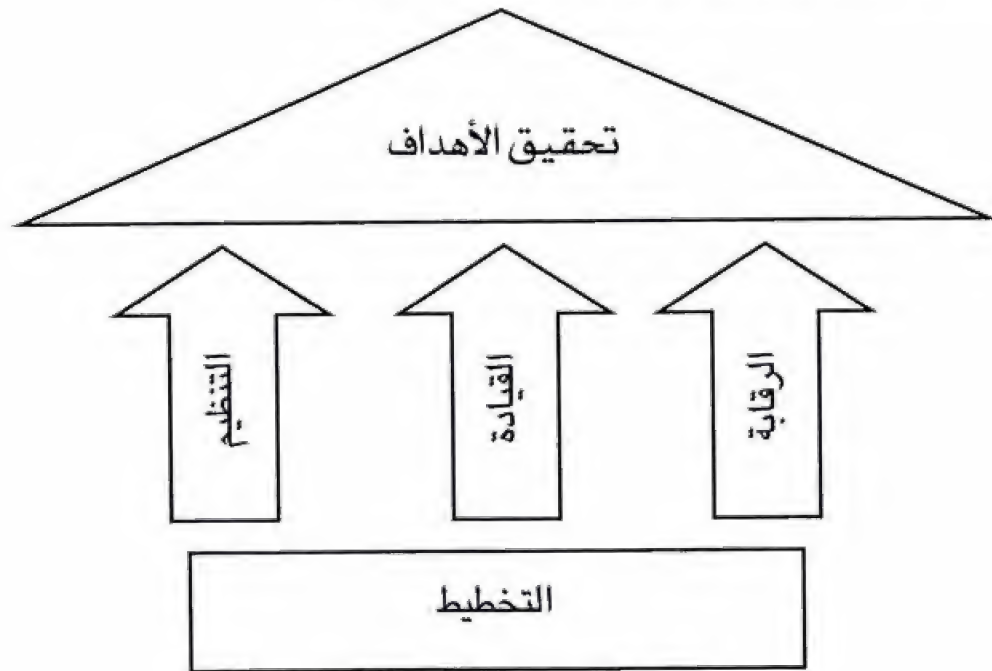 تحقيق الأهداف
الرقابة
القيادة
التنظيم
التخطيط